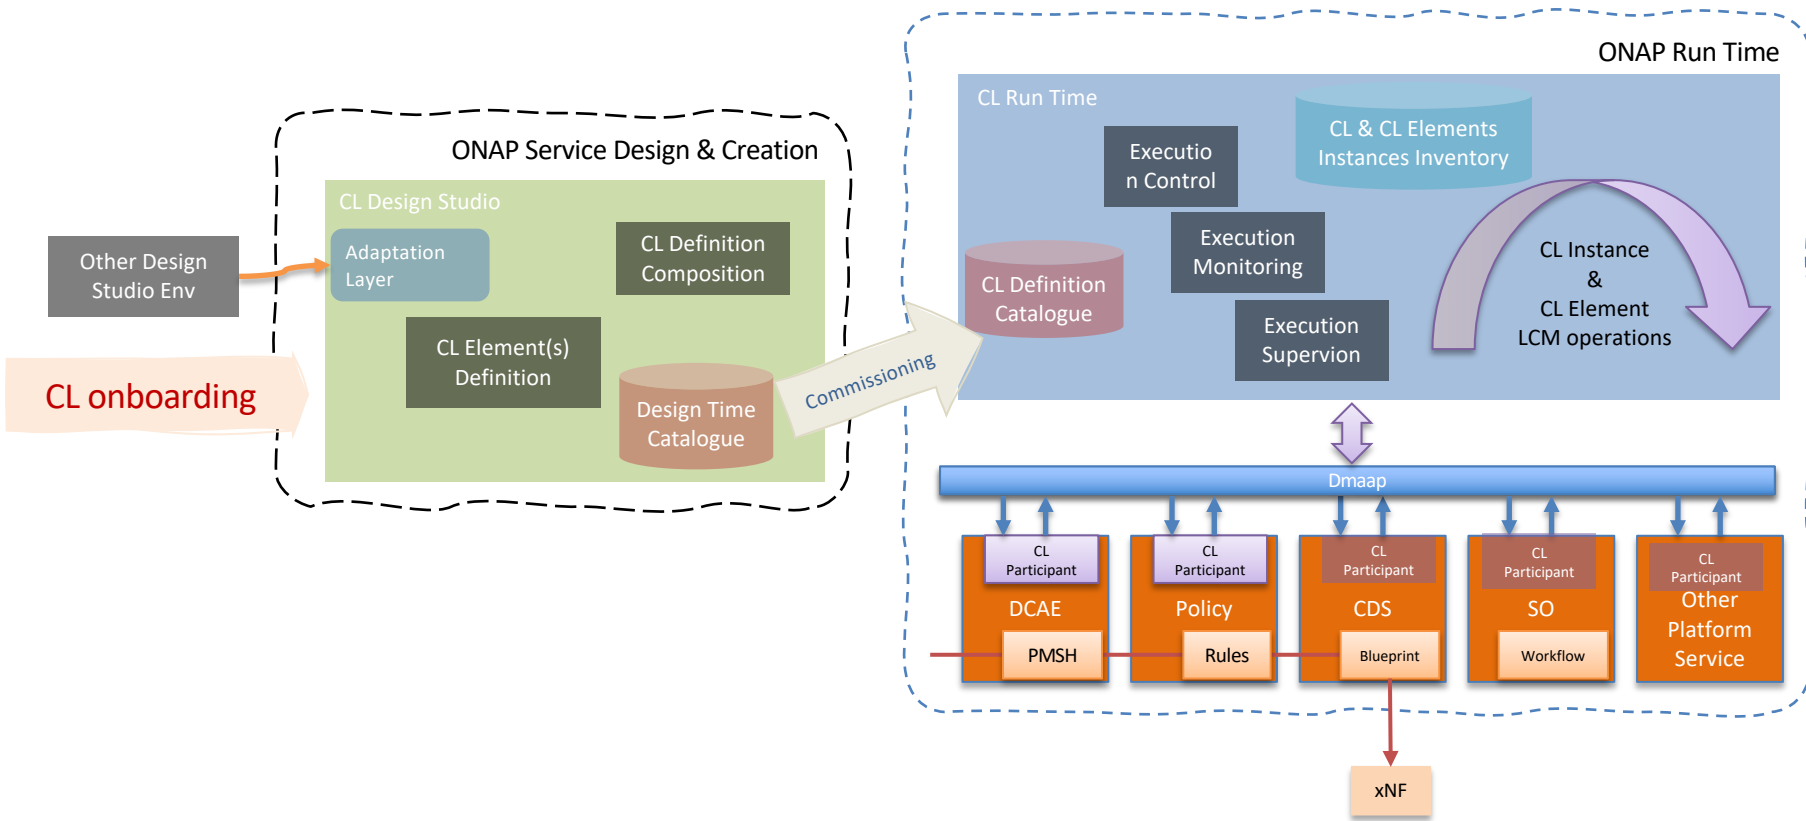 ONAP Run Time
CL Run Time
CL & CL Elements
Instances Inventory
Executio
n Control
ONAP Service Design & Creation
CL Design Studio
Adaptation
Layer
CL Definition
Composition
Other Design
Studio Env
Execution
Monitoring
CL Definition
Catalogue
CL Instance
&
CL Element
LCM operations
Execution
Supervion
CL Element(s)
Definition
CL onboarding
Design Time
Catalogue
Commissioning
Dmaap
CL
Participant
DCAE
PMSH
CL
Participant
Policy
Rules
CL
Participant
CDS
Blueprint
CL
Participant
SO
Workflow
CL
Participant
Other
Platform
Service
xNF